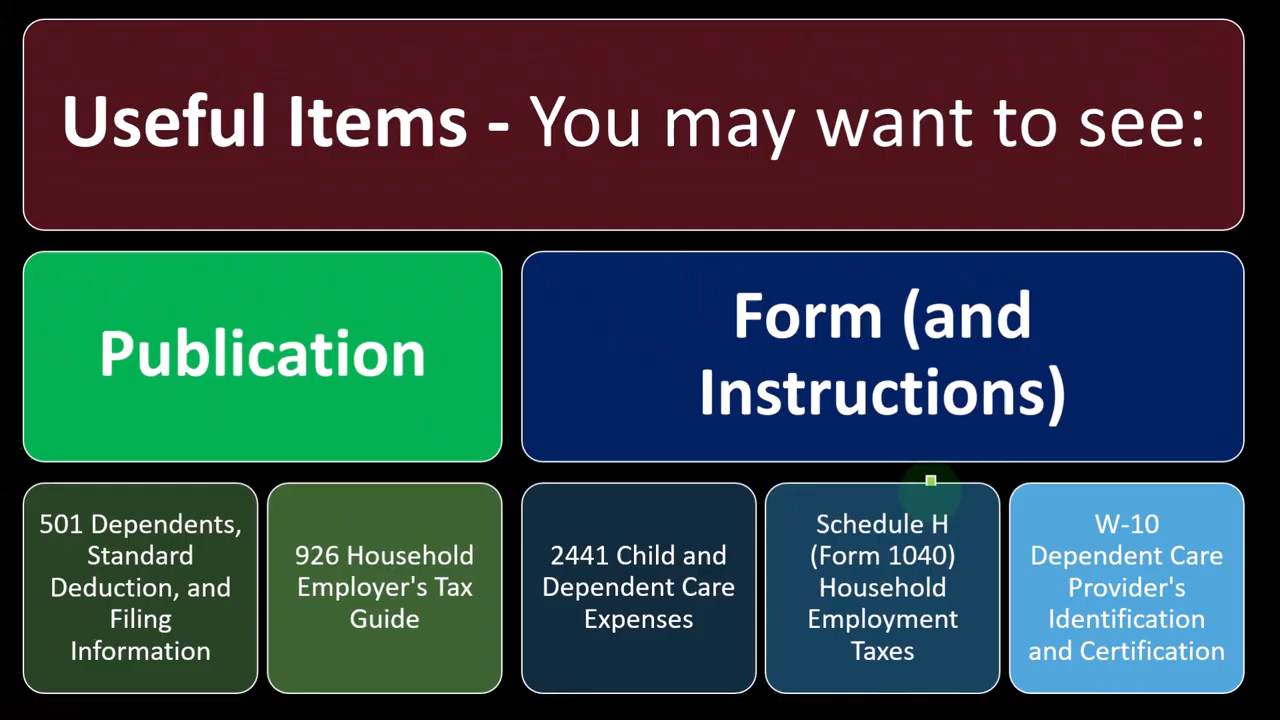 Useful Items - You may want to see:
Publication
Form (and
Instructions)
501 Dependents,
Standard
Deduction, and
Filing
Information
926 Household
Employer's Tax
Guide
2441 Child and
Dependent Care
Expenses
Schedule H
(Form 1040)
Household
Employment
Taxes
W-10
Dependent Care
Provider's
Identification
and Certification